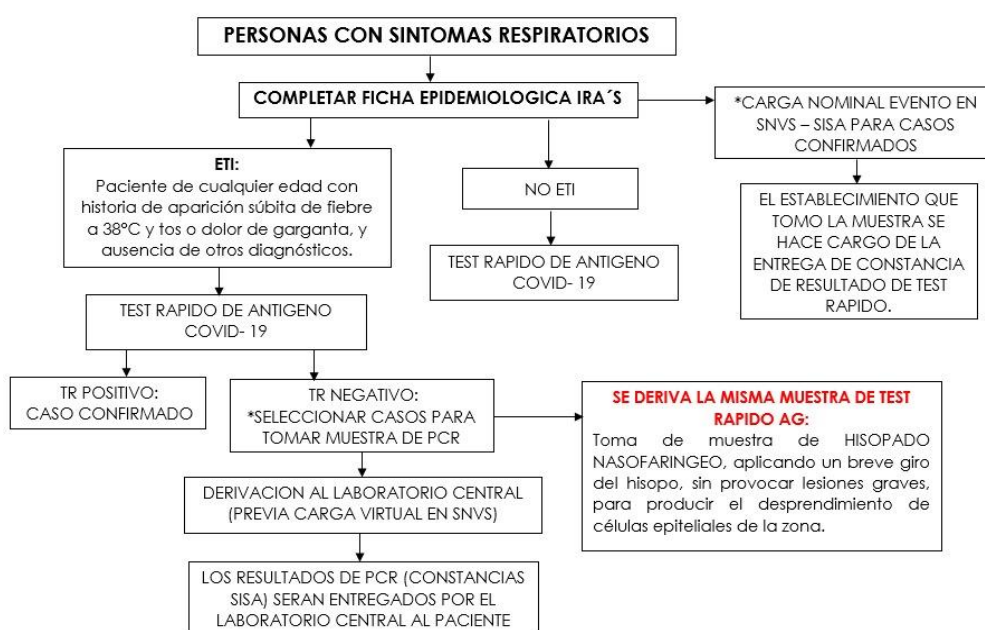 PERSONAS CON SINTOMAS RESPIRATORIOS
COMPLETAR FICHA EPIDEMIOLOGICA IRA´S
*CARGA NOMINAL EVENTO EN
SNVS – SISA PARA CASOS
CONFIRMADOS
EL ESTABLECIMIENTO QUE
TOMO LA MUESTRA SE
HACE CARGO DE LA
ENTREGA DE CONSTANCIA
DE RESULTADO DE TEST
RAPIDO.
ETI:
Paciente de cualquier edad con
historia de aparición súbita de fiebre
a 38°C y tos o dolor de garganta, y
ausencia de otros diagnósticos.
NO ETI
TEST RAPIDO DE ANTIGENO
COVID- 19
TEST RAPIDO DE ANTIGENO
COVID- 19
TR POSITIVO:
CASO CONFIRMADO
TR NEGATIVO:
*SELECCIONAR CASOS PARA
TOMAR MUESTRA DE PCR
SE DERIVA LA MISMA MUESTRA DE TEST
RAPIDO AG:
Toma de muestra de HISOPADO
NASOFARINGEO, aplicando un breve giro
del hisopo, sin provocar lesiones graves,
para producir el desprendimiento de
células epiteliales de la zona.
DERIVACION AL LABORATORIO CENTRAL
(PREVIA CARGA VIRTUAL EN SNVS)
LOS RESULTADOS DE PCR (CONSTANCIAS
SISA) SERAN ENTREGADOS POR EL
LABORATORIO CENTRAL AL PACIENTE